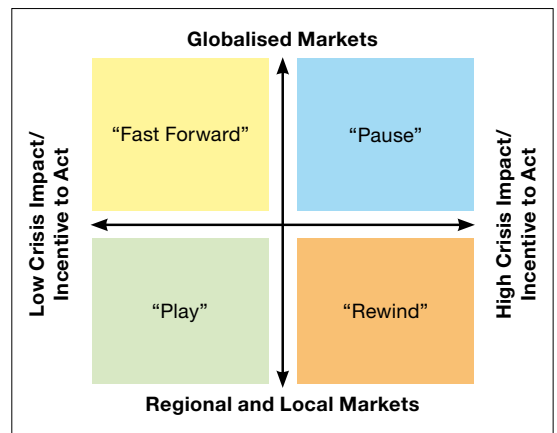 Globalised Markets
“Fast Forward”
“Pause”
Low Crisis Impact/
Incentive to Act
High Crisis Impact/
Incentive to Act
“Play”
“Rewind”
Regional and Local Markets